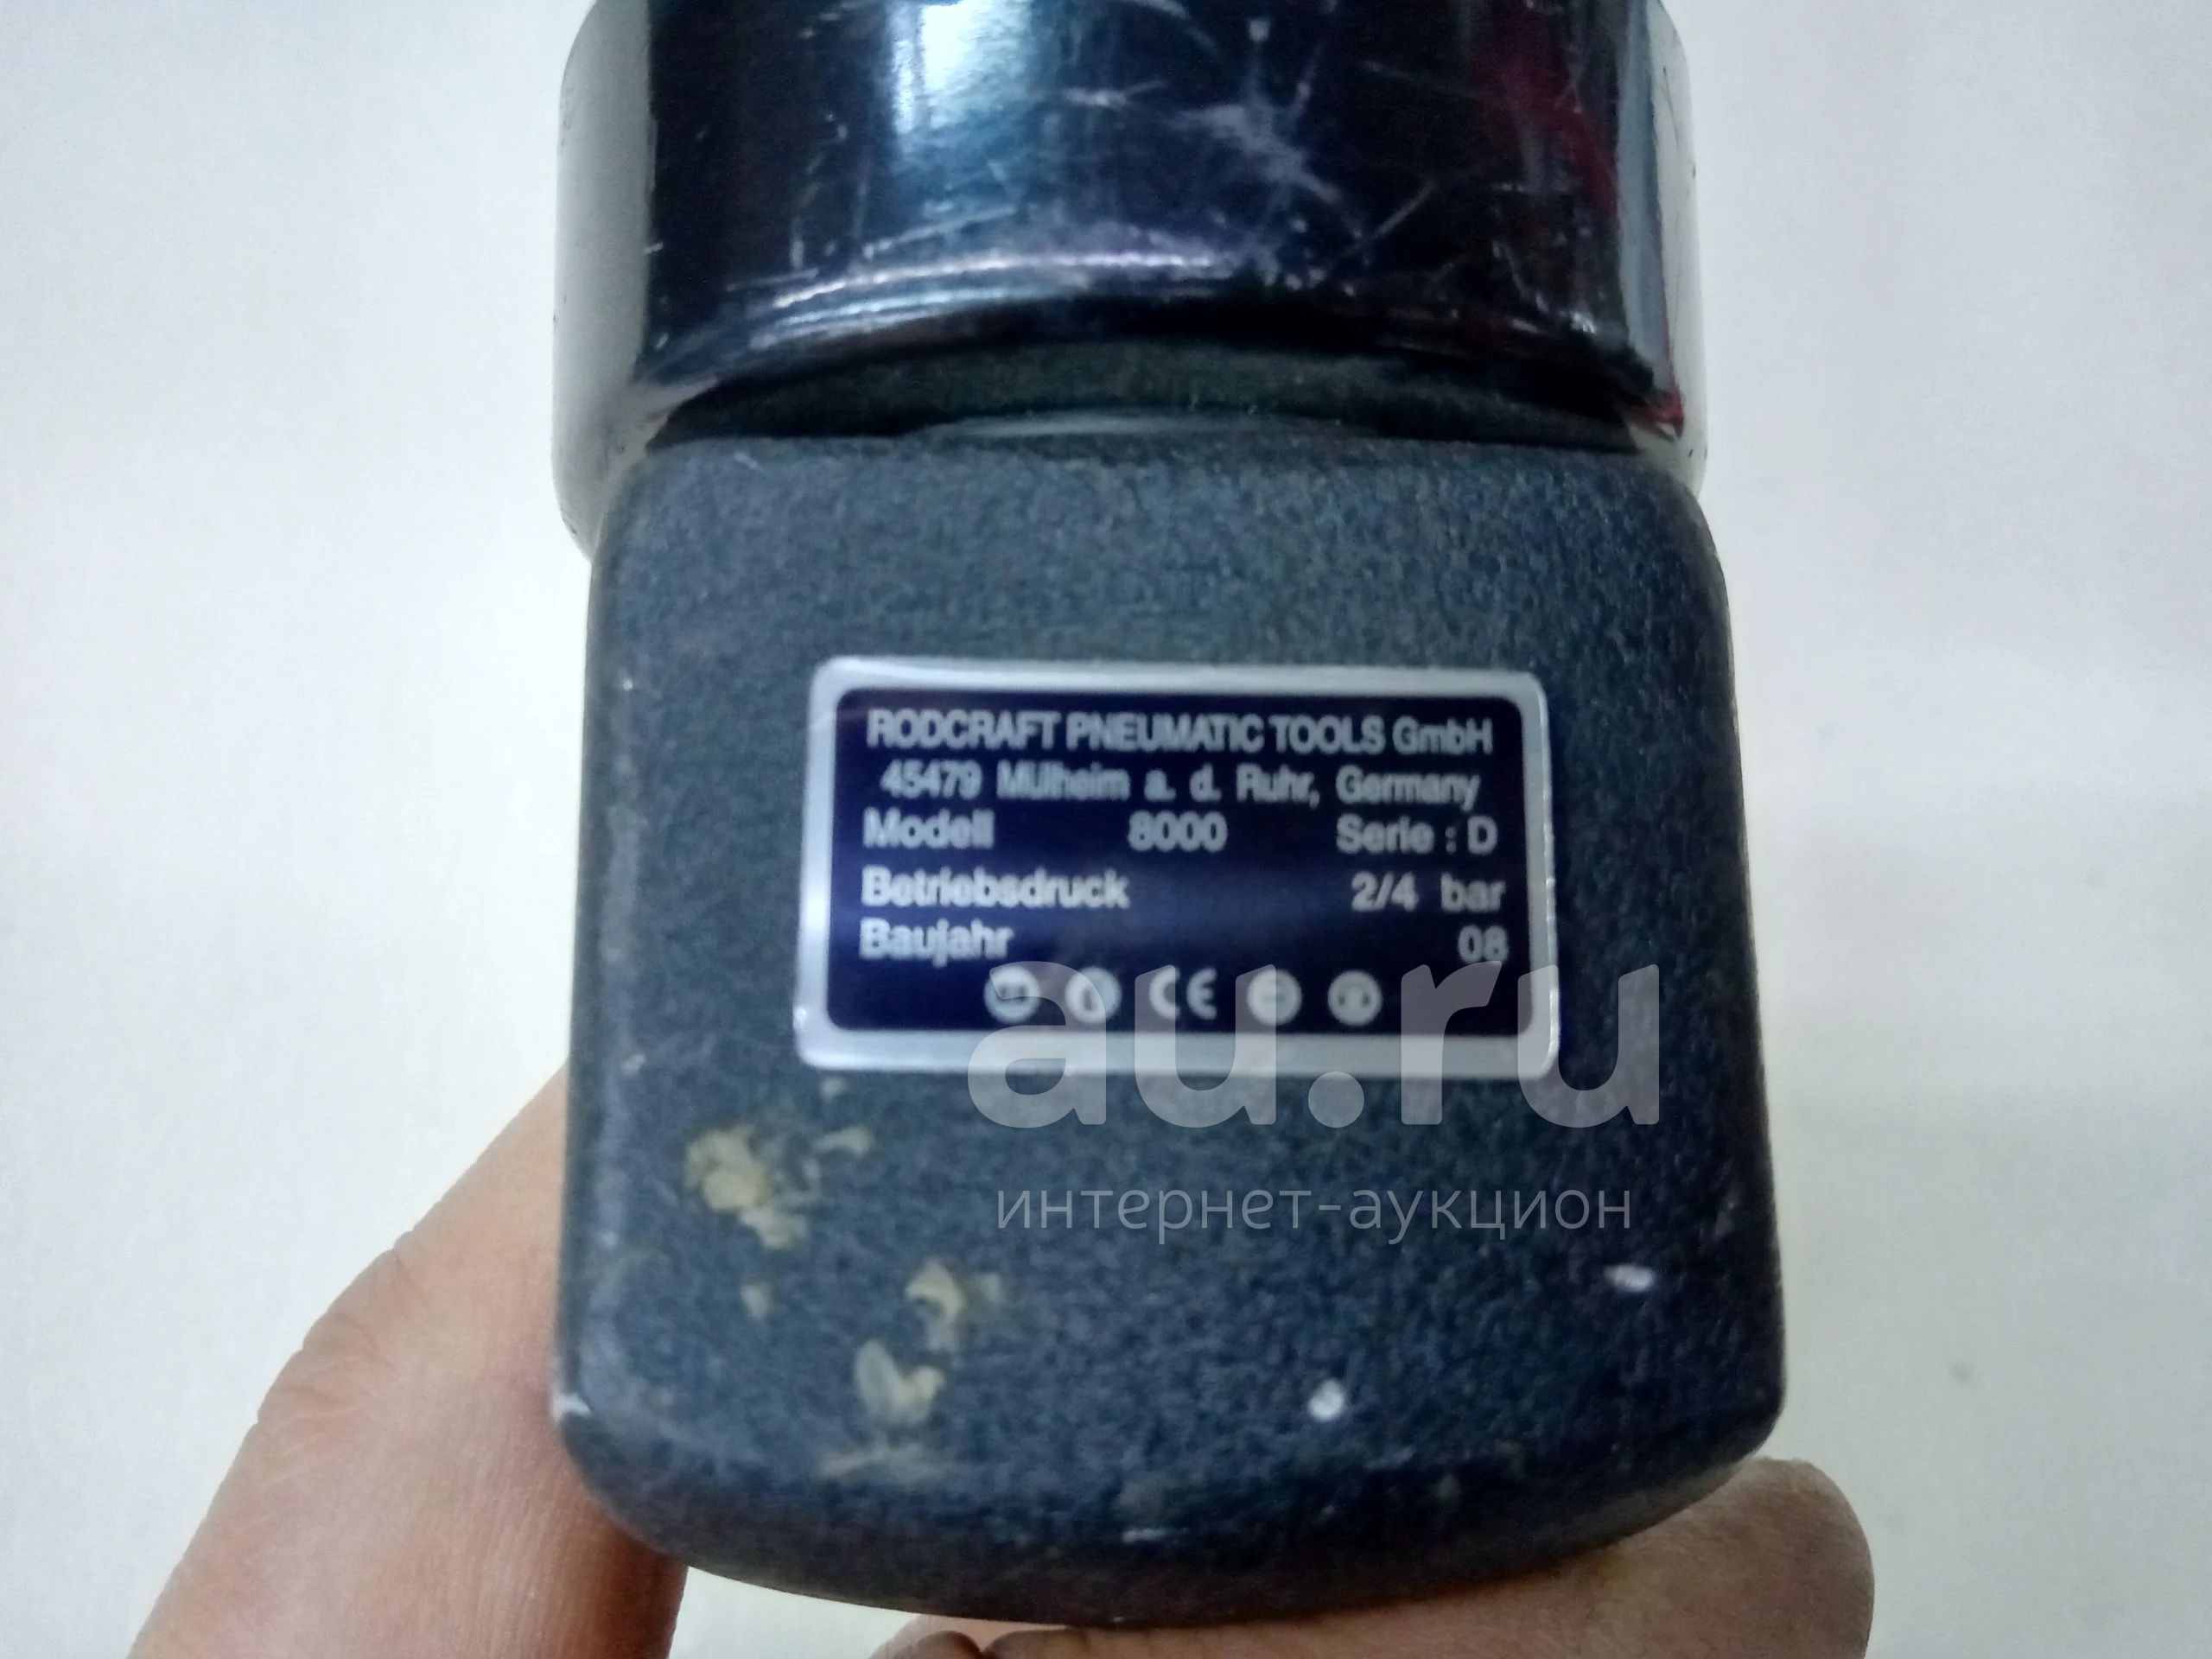 RODCRAFT PNEUMATIC TOOLS GmbH
45479 Mülheim a. d. Ruhr, Germany
Modell 8000 Serie : D
Betriebsdruck 2/4 bar
Baujahr 08
CE
au.ru
интернет-аукцион